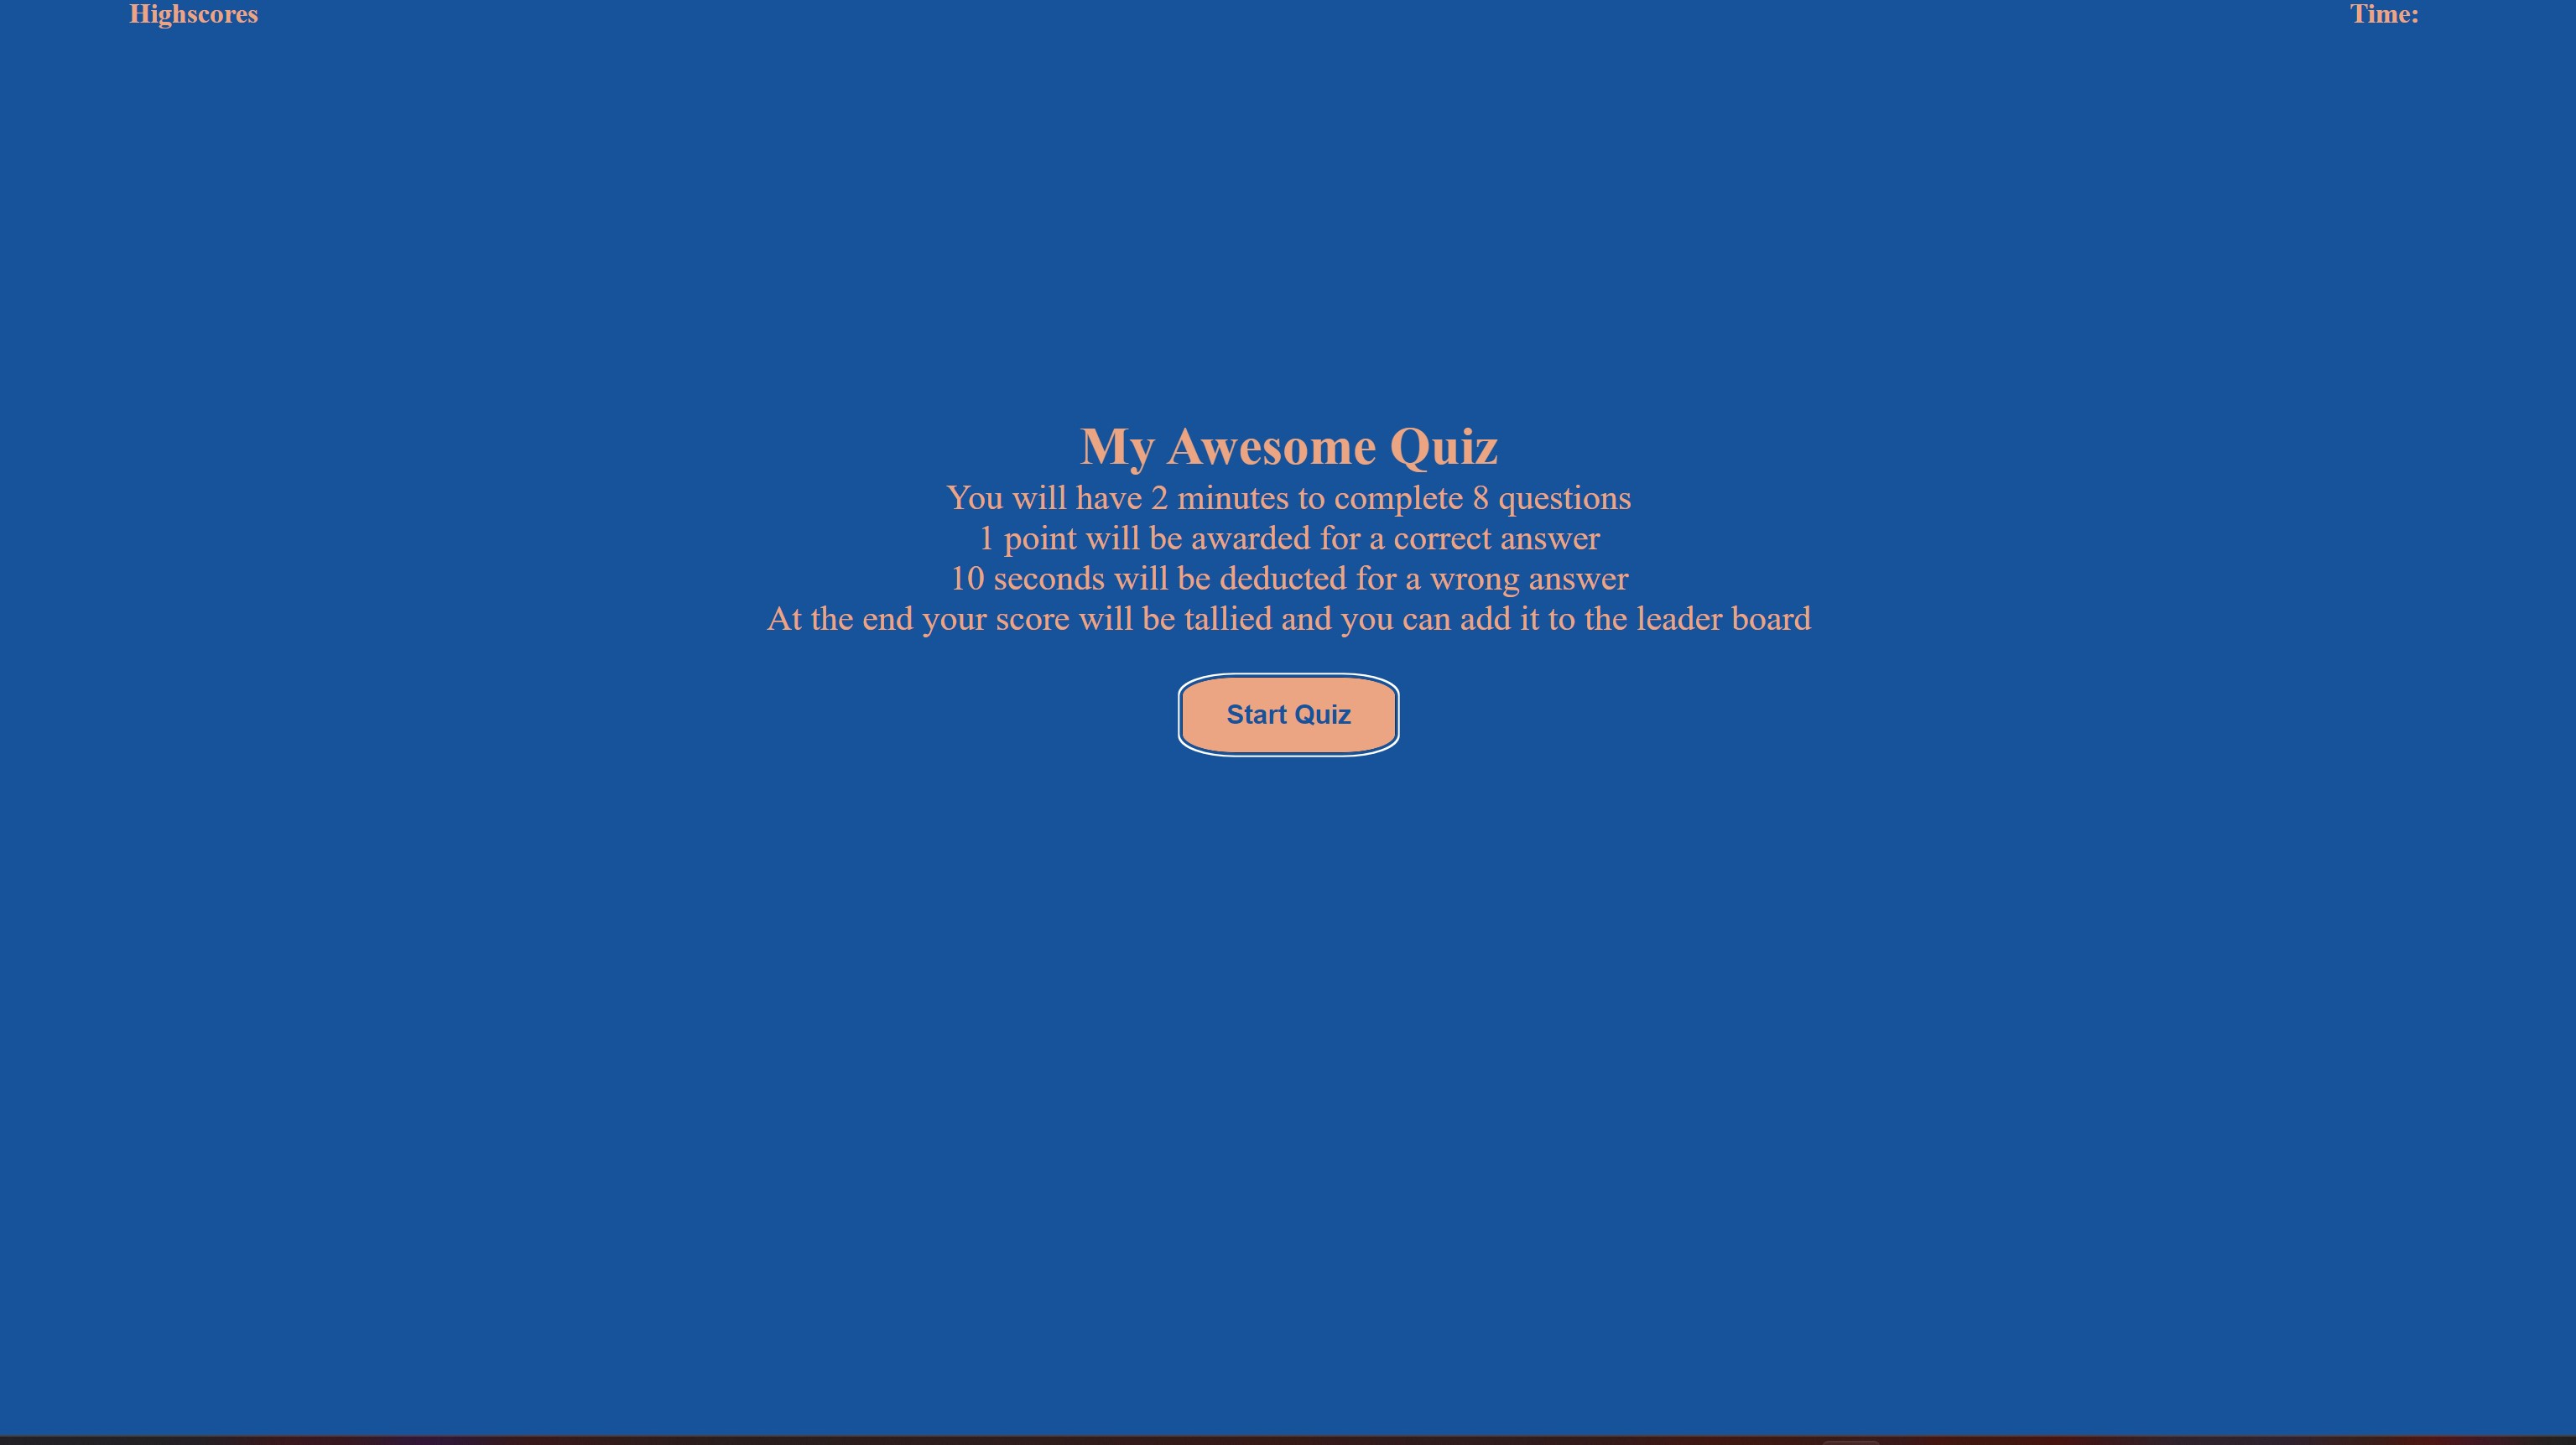 Highscores
Time:
My Awesome Quiz
You will have 2 minutes to complete 8 questions
1 point will be awarded for a correct answer
10 seconds will be deducted for a wrong answer
At the end your score will be tallied and you can add it to the leader board
Start Quiz